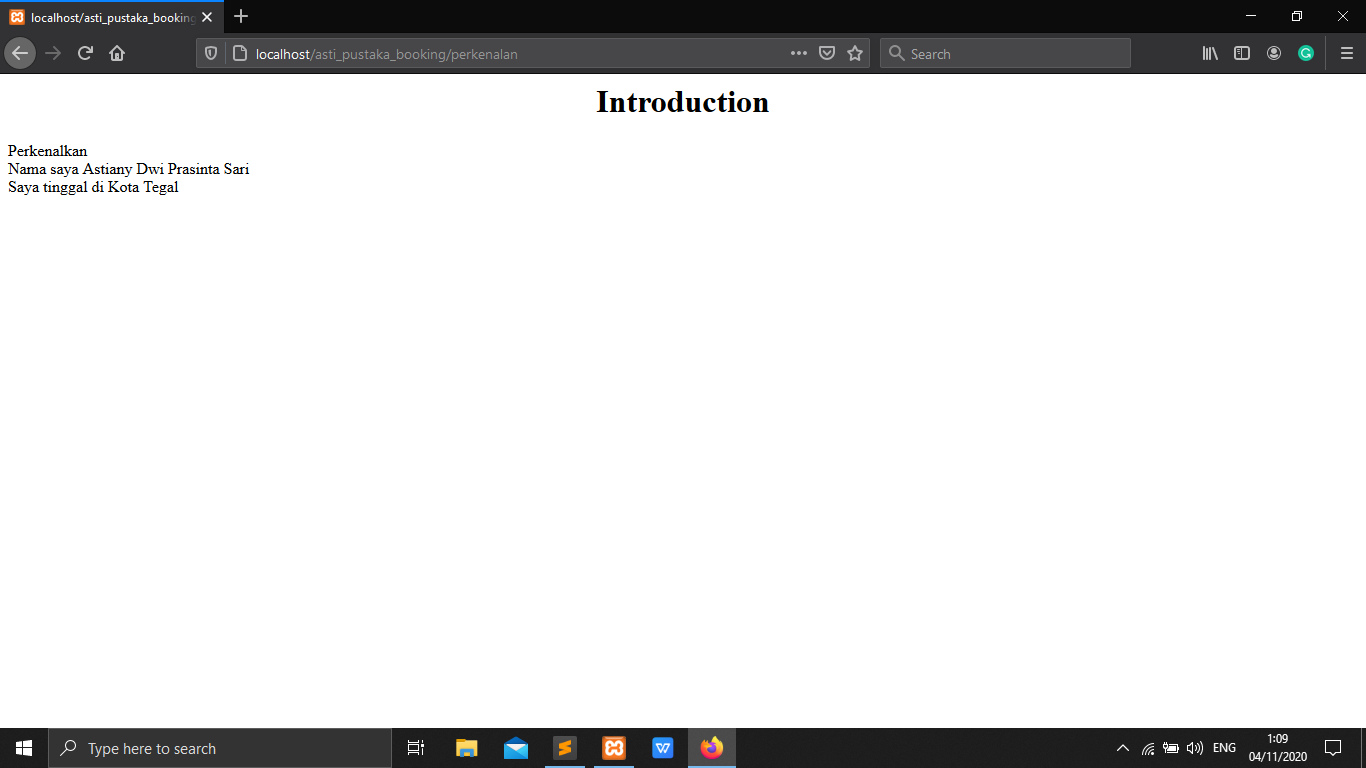 localhost/asti_pustaka_booking
localhost/asti_pustaka_booking/perkenalan
Search
Introduction
Perkenalkan
Nama saya Astiany Dwi Prasinta Sari
Saya tinggal di Kota Tegal
Type here to search
ENG
1:09
04/11/2020